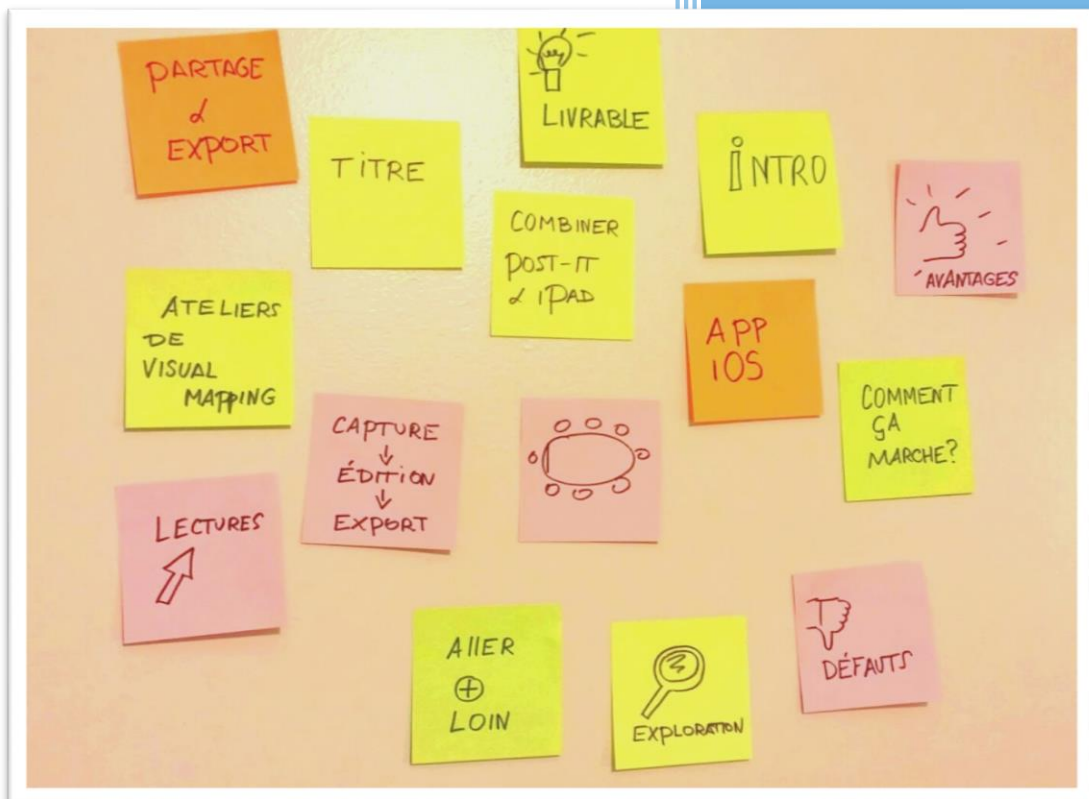 PARTAGE
&
EXPORT
TITRE
LIVRABLE
INTRO
COMBINER
POST-IT
& IPAD
AVANTAGES
ATELIERS
DE
VISUAL
MAPPING
APP
IOS
COMMENT
ÇA
MARCHE?
CAPTURE
↓
ÉDITION
↓
EXPORT
LECTURES
AllER
+
LOIN
EXPLORATION
DÉFAUTS